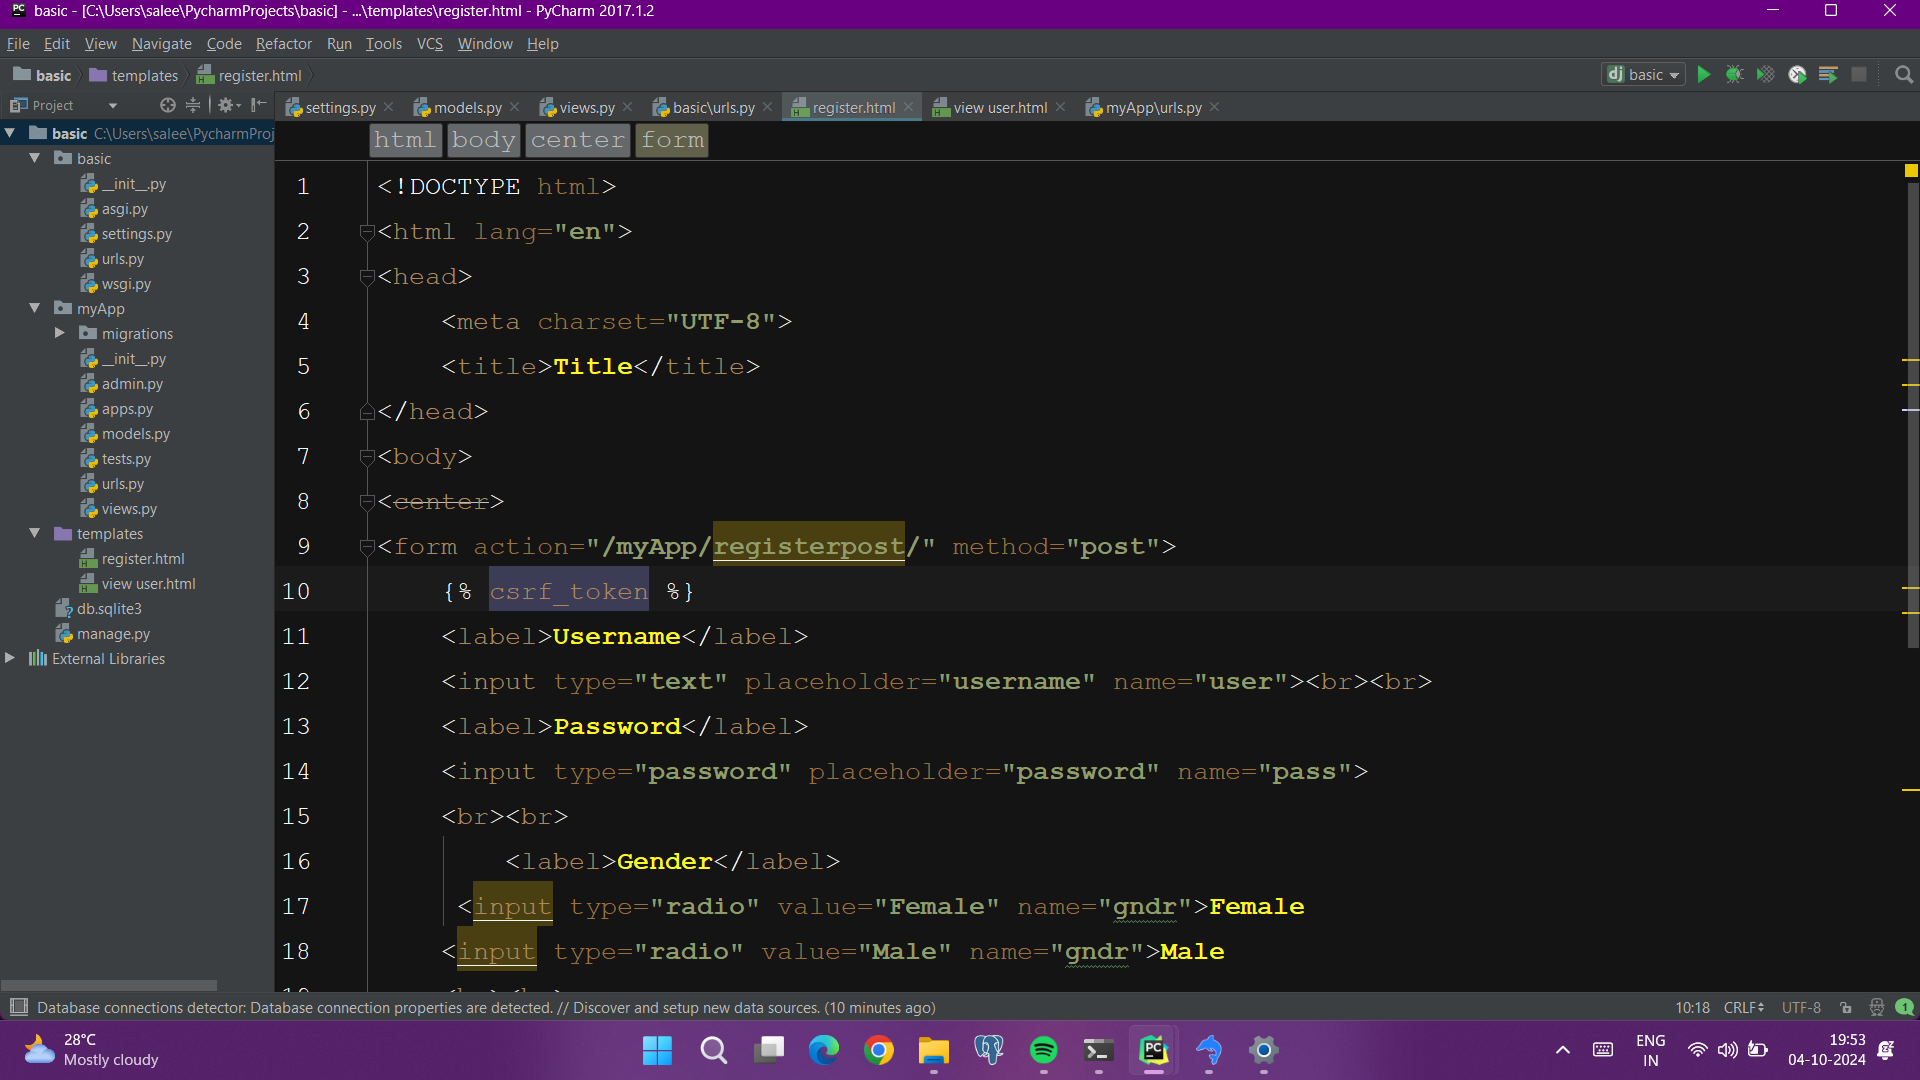 basic - [C:\Users\salee\PycharmProjects\basic] - ...\templates\register.html - PyCharm 2017.1.2
File Edit View Navigate Code Refactor Run Tools VCS Window Help
basic templates register.html
dj basic
Project
settings.py models.py views.py basic\urls.py register.html view user.html myApp\urls.py
basic C:\Users\salee\PycharmProj
basic
__init__.py
asgi.py
settings.py
urls.py
wsgi.py
myApp
migrations
__init__.py
admin.py
apps.py
models.py
tests.py
urls.py
views.py
templates
register.html
view user.html
db.sqlite3
manage.py
External Libraries
html body center form
1 <!DOCTYPE html>
2 <html lang="en">
3 <head>
4 <meta charset="UTF-8">
5 <title>Title</title>
6 </head>
7 <body>
8 <center>
9 <form action="/myApp/registerpost/" method="post">
10 {% csrf_token %}
11 <label>Username</label>
12 <input type="text" placeholder="username" name="user"><br><br>
13 <label>Password</label>
14 <input type="password" placeholder="password" name="pass">
15 <br><br>
16 <label>Gender</label>
17 <input type="radio" value="Female" name="gndr">Female
18 <input type="radio" value="Male" name="gndr">Male
Database connections detector: Database connection properties are detected. // Discover and setup new data sources. (10 minutes ago)
10:18 CRLF UTF-8 1
28°C
Mostly cloudy
ENG
IN
19:53
04-10-2024